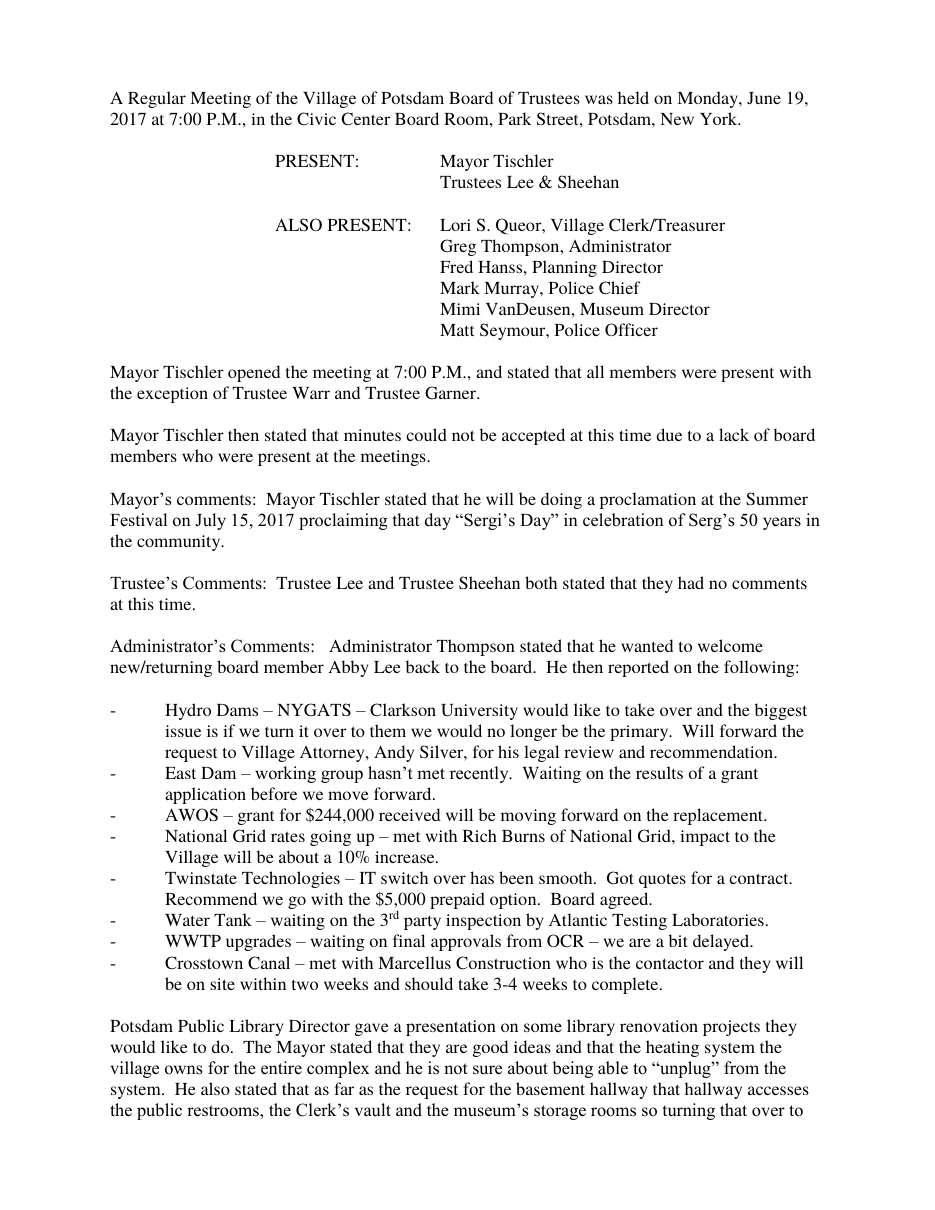 A Regular Meeting of the Village of Potsdam Board of Trustees was held on Monday, June 19,
2017 at 7:00 P.M., in the Civic Center Board Room, Park Street, Potsdam, New York.
PRESENT: Mayor Tischler
Trustees Lee & Sheehan
ALSO PRESENT: Lori S. Queor, Village Clerk/Treasurer
Greg Thompson, Administrator
Fred Hanss, Planning Director
Mark Murray, Police Chief
Mimi VanDeusen, Museum Director
Matt Seymour, Police Officer
Mayor Tischler opened the meeting at 7:00 P.M., and stated that all members were present with
the exception of Trustee Warr and Trustee Garner.
Mayor Tischler then stated that minutes could not be accepted at this time due to a lack of board
members who were present at the meetings.
Mayor's comments: Mayor Tischler stated that he will be doing a proclamation at the Summer
Festival on July 15, 2017 proclaiming that day “Sergi's Day” in celebration of Serg's 50 years in
the community.
Trustee's Comments: Trustee Lee and Trustee Sheehan both stated that they had no comments
at this time.
Administrator's Comments: Administrator Thompson stated that he wanted to welcome
new/returning board member Abby Lee back to the board. He then reported on the following:
- Hydro Dams – NYGATS – Clarkson University would like to take over and the biggest
issue is if we turn it over to them we would no longer be the primary. Will forward the
request to Village Attorney, Andy Silver, for his legal review and recommendation.
- East Dam – working group hasn't met recently. Waiting on the results of a grant
application before we move forward.
- AWOS – grant for $244,000 received will be moving forward on the replacement.
- National Grid rates going up – met with Rich Burns of National Grid, impact to the
Village will be about a 10% increase.
- Twinstate Technologies – IT switch over has been smooth. Got quotes for a contract.
Recommend we go with the $5,000 prepaid option. Board agreed.
- Water Tank – waiting on the 3rd party inspection by Atlantic Testing Laboratories.
- WWTP upgrades – waiting on final approvals from OCR – we are a bit delayed.
- Crosstown Canal – met with Marcellus Construction who is the contactor and they will
be on site within two weeks and should take 3-4 weeks to complete.
Potsdam Public Library Director gave a presentation on some library renovation projects they
would like to do. The Mayor stated that they are good ideas and that the heating system the
village owns for the entire complex and he is not sure about being able to “unplug” from the
system. He also stated that as far as the request for the basement hallway that hallway accesses
the public restrooms, the Clerk's vault and the museum's storage rooms so turning that over to